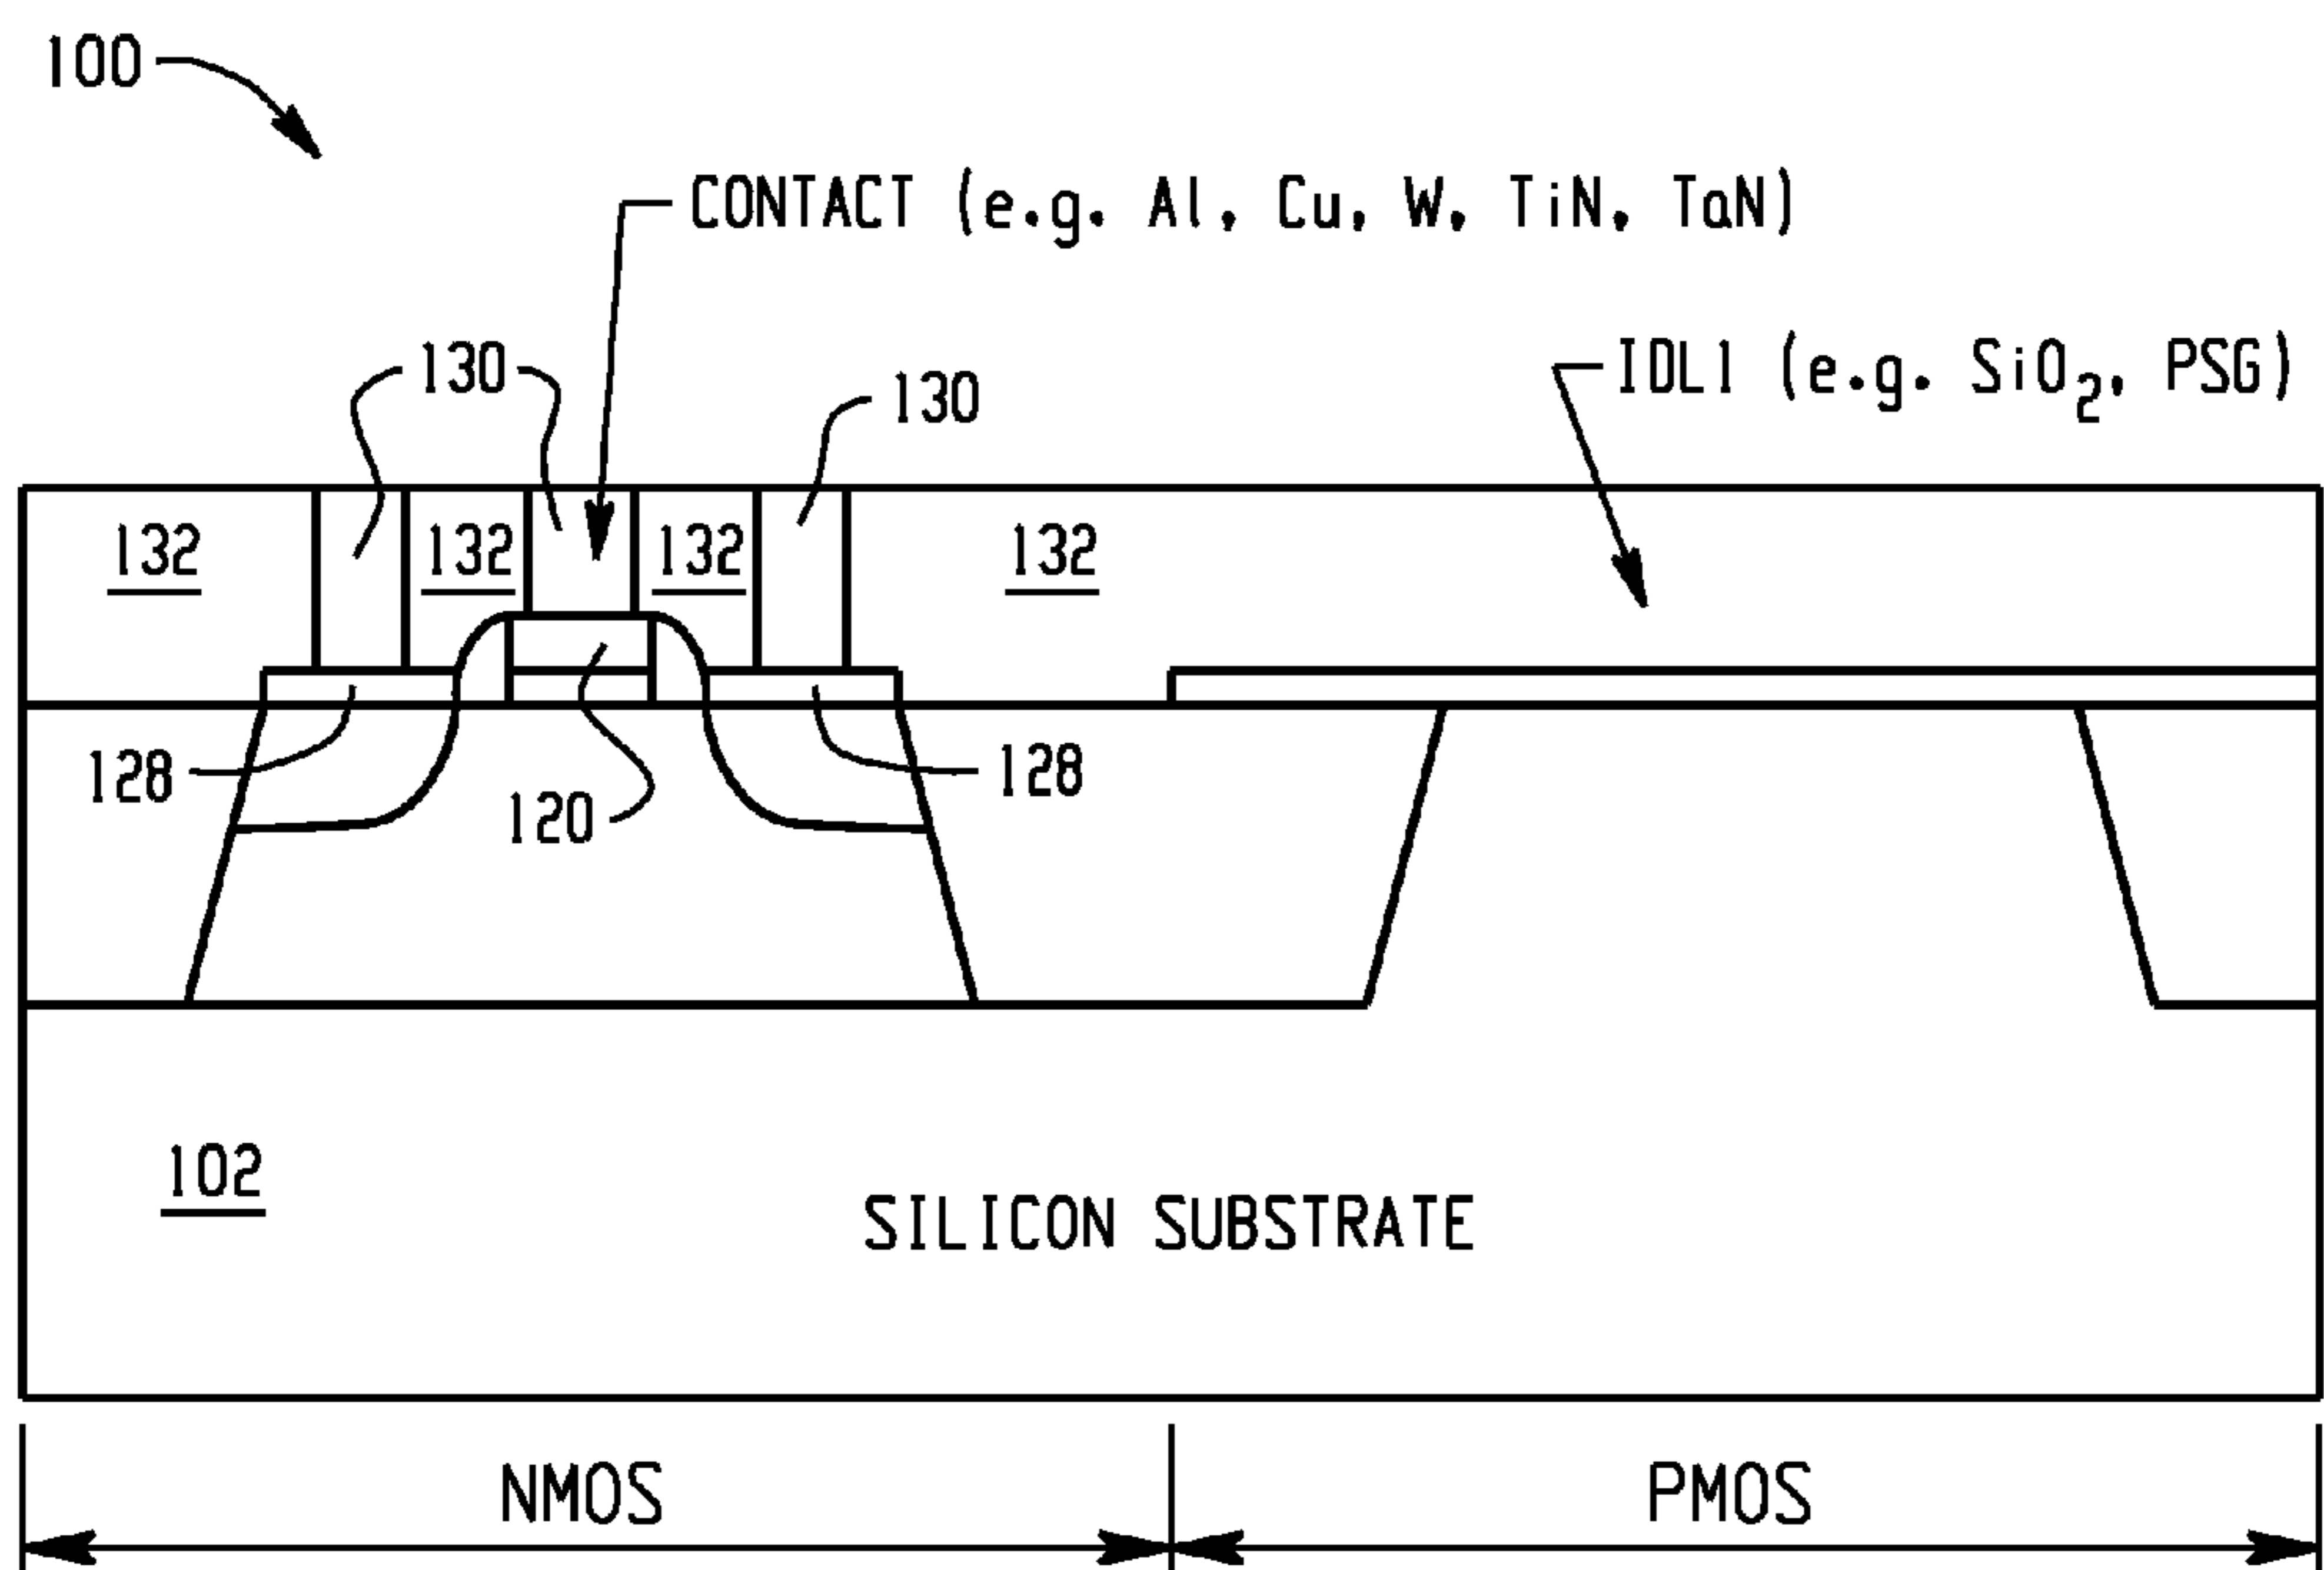 100
CONTACT (e.g. Al, Cu, W, TiN, TaN)
IDL1 (e.g. SiO₂, PSG)
130
130
132
132
132
132
128
128
120
102
SILICON SUBSTRATE
NMOS
PMOS